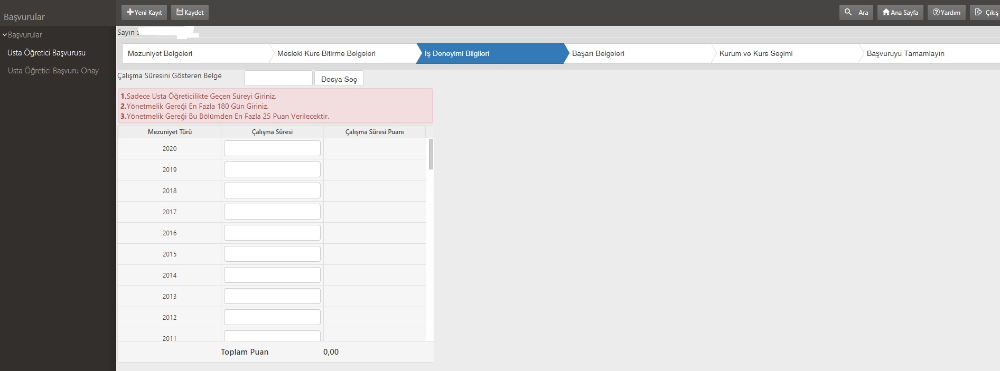 Başvurular
Yeni Kayıt
Kaydet
Ara
Ana Sayfa
Yardım
Çıkış
Başvurular
Usta Öğretici Başvurusu
Usta Öğretici Başvuru Onay
Sayın :
Mezuniyet Belgeleri
Mesleki Kurs Bitirme Belgeleri
İş Deneyimi Bilgileri
Başarı Belgeleri
Kurum ve Kurs Seçimi
Başvuruyu Tamamlayın
Çalışma Süresini Gösteren Belge
Dosya Seç
1.Sadece Usta Öğreticilikte Geçen Süreyi Giriniz.
2.Yönetmelik Gereği En Fazla 180 Gün Giriniz.
3.Yönetmelik Gereği Bu Bölümden En Fazla 25 Puan Verilecektir.
Mezuniyet Türü Çalışma Süresi Çalışma Süresi Puanı
2020
2019
2018
2017
2016
2015
2014
2013
2012
2011
Toplam Puan 0,00